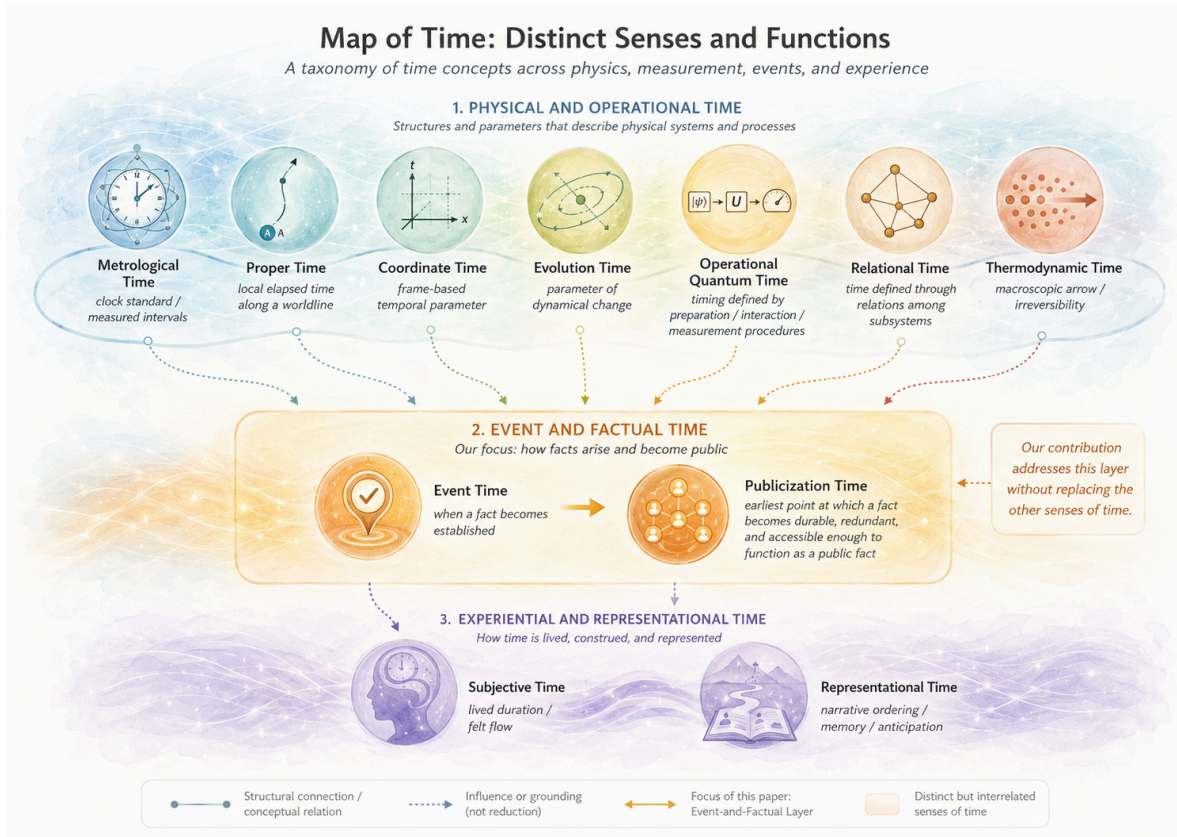 Map of Time: Distinct Senses and Functions
A taxonomy of time concepts across physics, measurement, events, and experience
1. PHYSICAL AND OPERATIONAL TIME
Structures and parameters that describe physical systems and processes
A A
t
x
|ψ⟩ → U →
Metrological
Time
clock standard /
measured intervals
Proper Time
local elapsed time
along a worldline
Coordinate Time
frame-based
temporal parameter
Evolution Time
parameter of
dynamical change
Operational
Quantum Time
timing defined by
preparation / interaction /
measurement procedures
Relational Time
time defined through
relations among
subsystems
Thermodynamic Time
macroscopic arrow /
irreversibility
2. EVENT AND FACTUAL TIME
Our focus: how facts arise and become public
Event Time
when a fact becomes
established
Publicization Time
earliest point at which a fact
becomes durable, redundant,
and accessible enough to
function as a public fact
Our contribution
addresses this layer
without replacing the
other senses of time.
3. EXPERIENTIAL AND REPRESENTATIONAL TIME
How time is lived, construed, and represented
Subjective Time
lived duration /
felt flow
Representational Time
narrative ordering /
memory / anticipation
Structural connection /
conceptual relation
Influence or grounding
(not reduction)
Focus of this paper:
Event-and-Factual Layer
Distinct but interrelated
senses of time